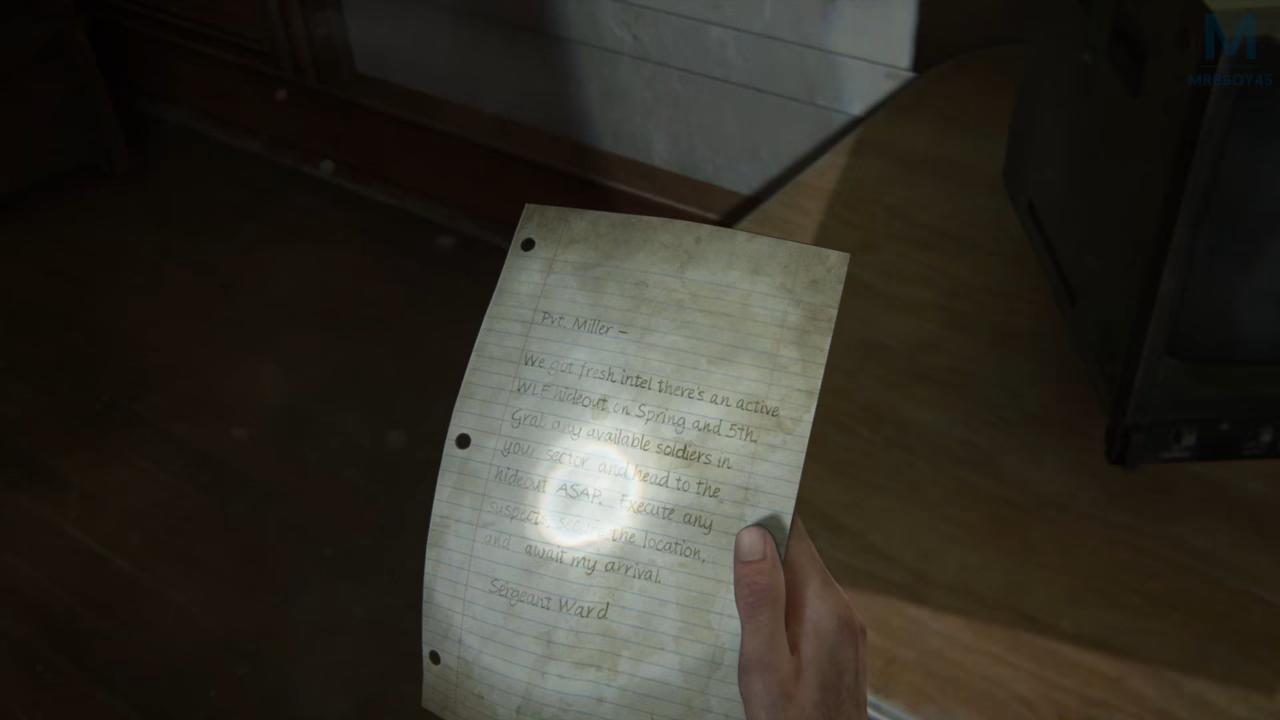 M
MRBBOY45
Pvt. Miller –
We got fresh intel there's an active
WLF hideout on Spring and 5th.
Grab any available soldiers in
your sector and head to the
hideout ASAP. Execute any
suspects, secure the location,
and await my arrival.
Sergeant Ward